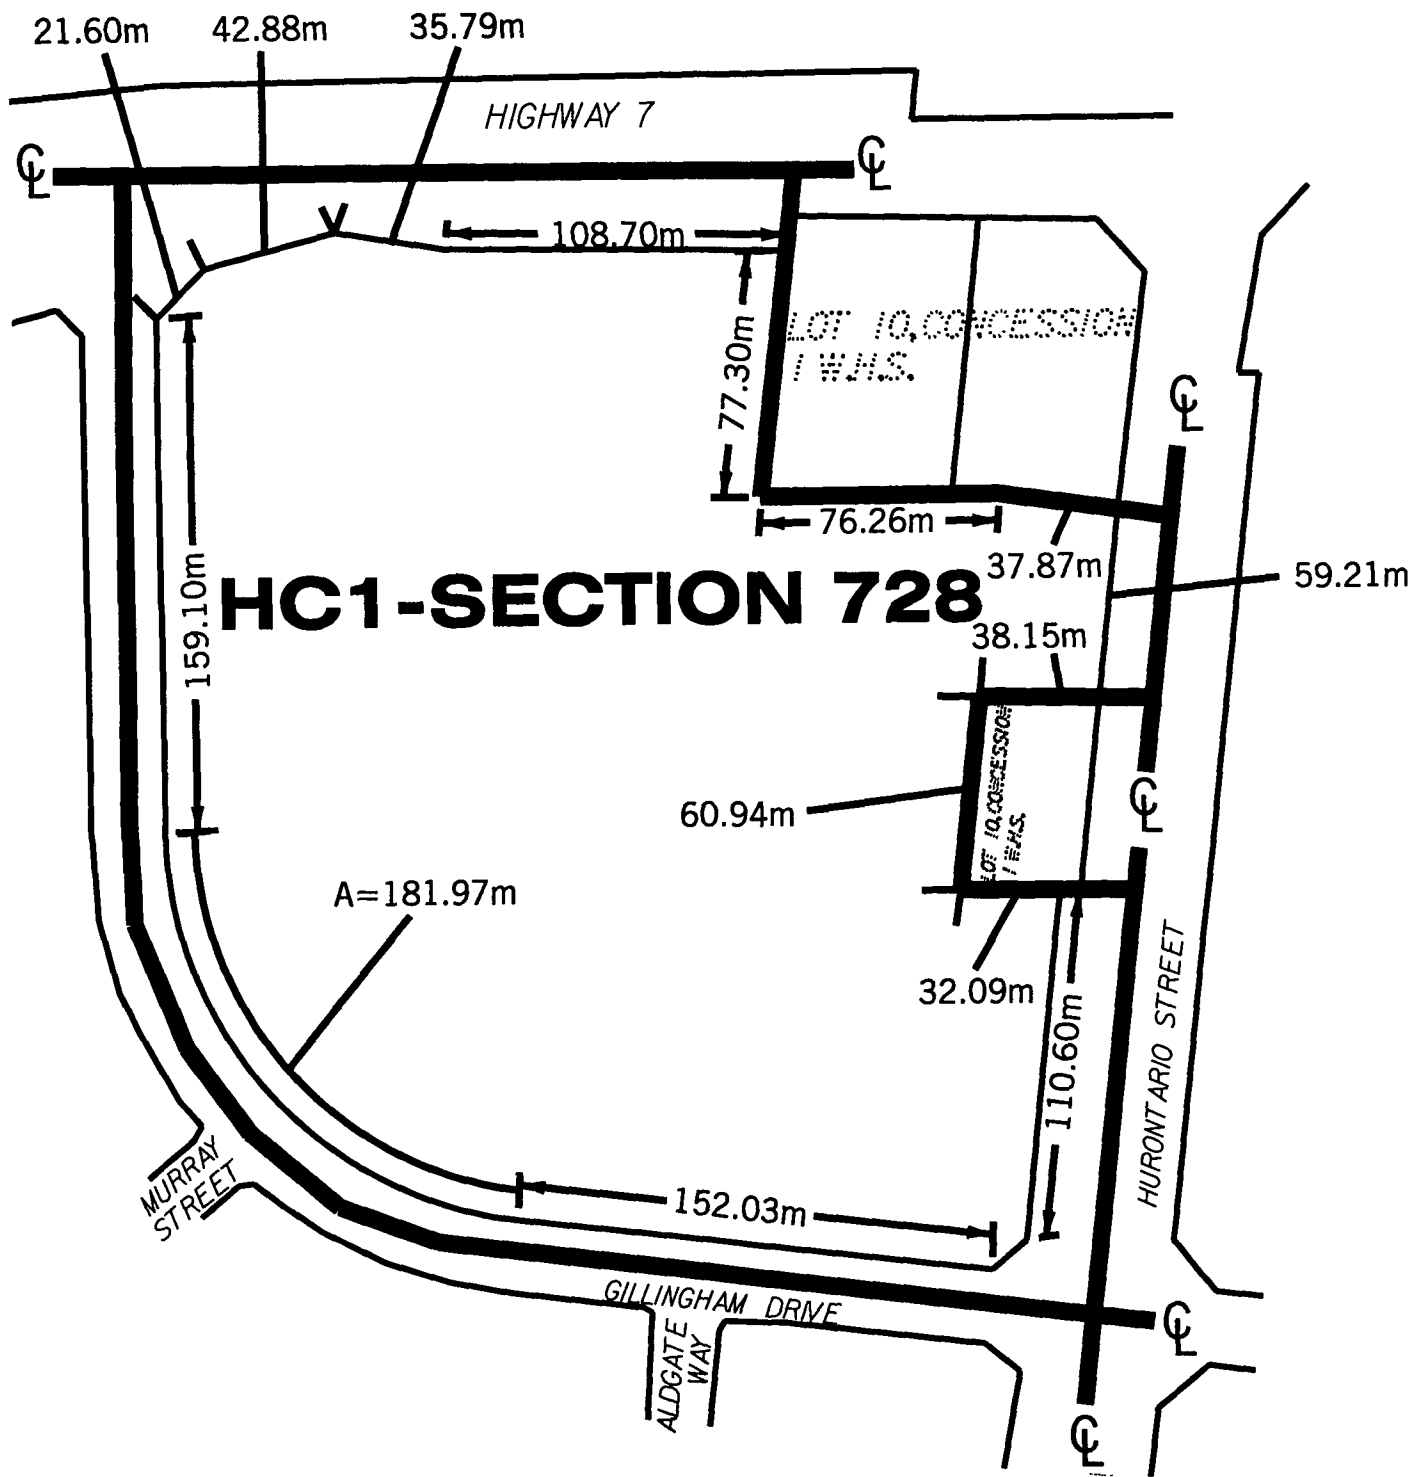 21.60m
42.88m
35.79m
HIGHWAY 7
CL
CL
108.70m
77.30m
LOT 10, CONCESSION
1 W.H.S.
CL
76.26m
37.87m
59.21m
159.10m
HC1-SECTION 728
38.15m
LOT 10, CONCESSION
1 W.H.S.
60.94m
CL
A=181.97m
32.09m
110.60m
HURONTARIO STREET
MURRAY
STREET
152.03m
GILLINGHAM DRIVE
CL
ALDGATE
WAY
CL